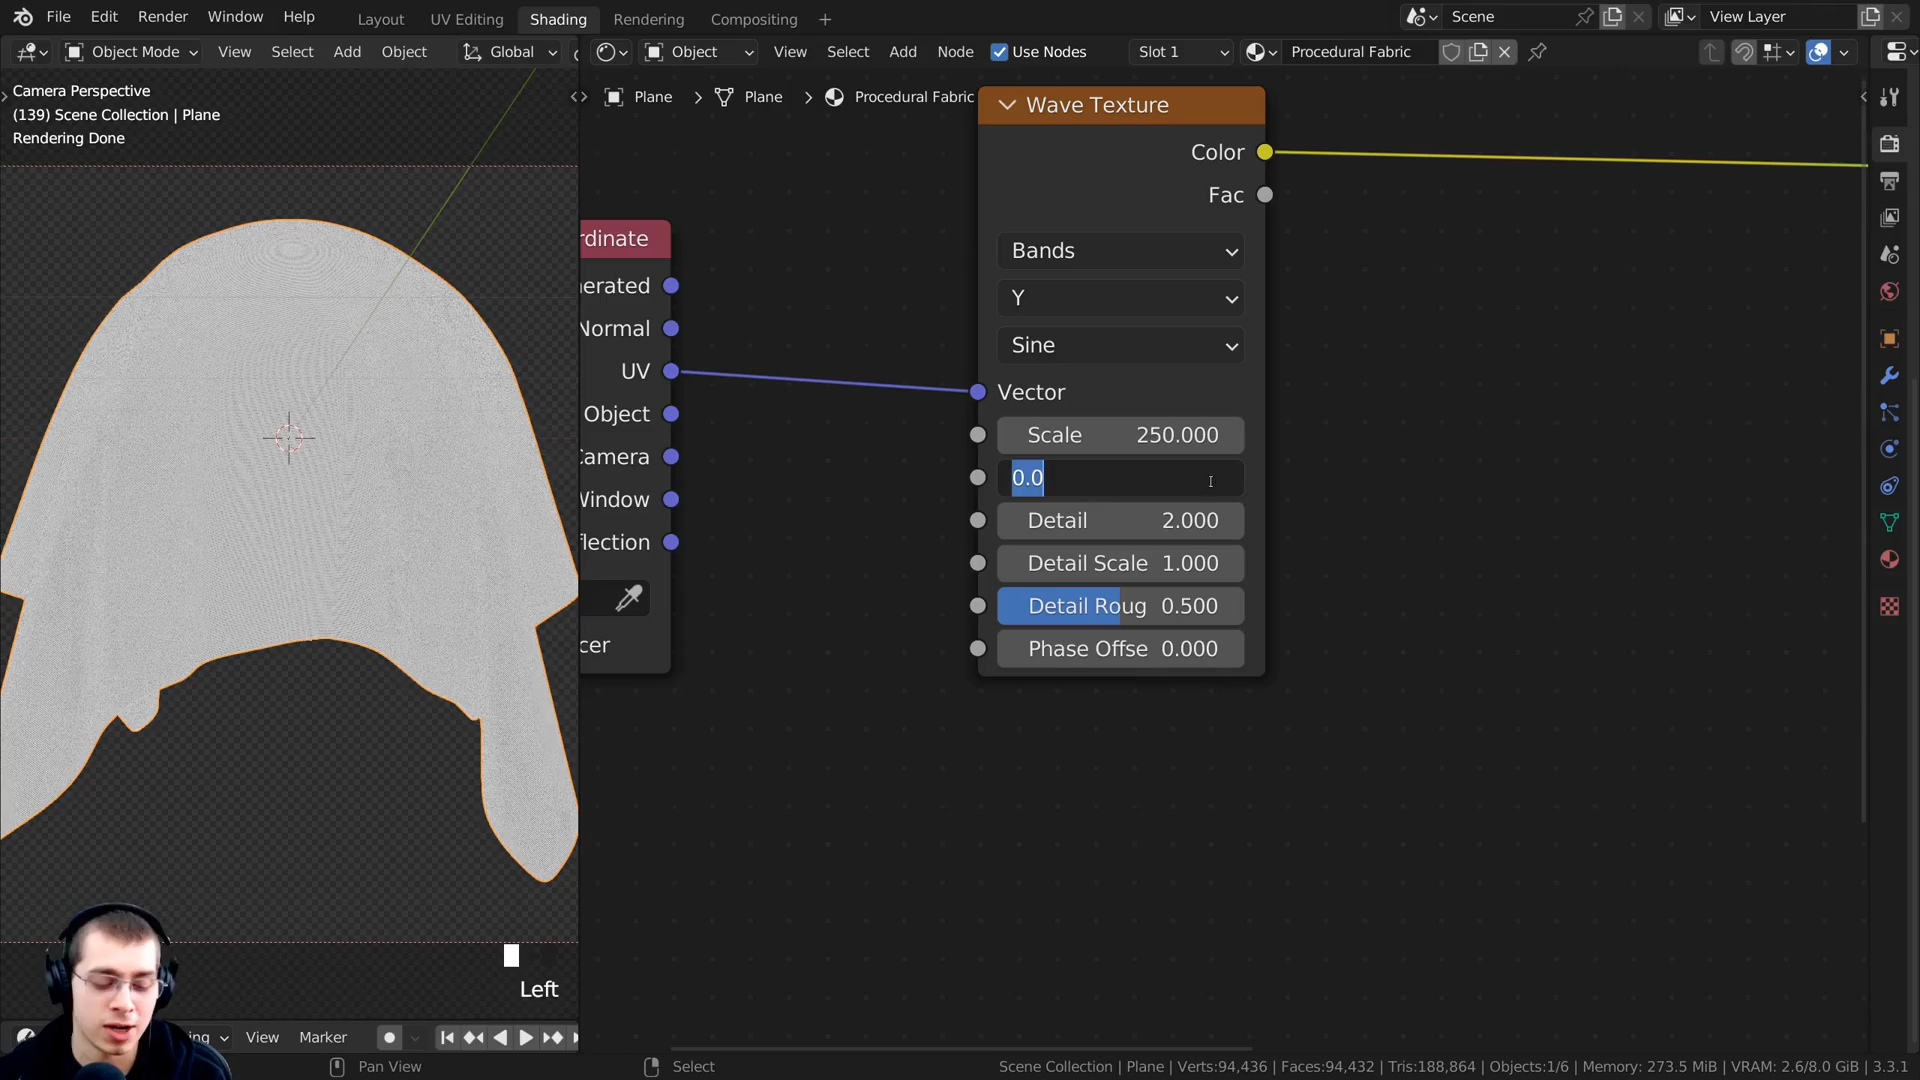 File Edit Render Window Help Layout UV Editing Shading Rendering Compositing + Scene View Layer
Object Mode View Select Add Object Global Object View Select Add Node Use Nodes Slot 1 Procedural Fabric
Camera Perspective
(139) Scene Collection | Plane
Rendering Done
Plane Plane Procedural Fabric
Wave Texture
Color
Fac
Bands
Y
Sine
Vector
Scale 250.000
0.0
Detail 2.000
Detail Scale 1.000
Detail Roug 0.500
Phase Offse 0.000
rdinate
erated
Normal
UV
Object
Camera
Window
flection
cer
Left
ng View Marker
Pan View Select Scene Collection | Plane | Verts:94,436 | Faces:94,432 | Tris:188,864 | Objects:1/6 | Memory: 273.5 MiB | VRAM: 2.6/8.0 GiB | 3.3.1